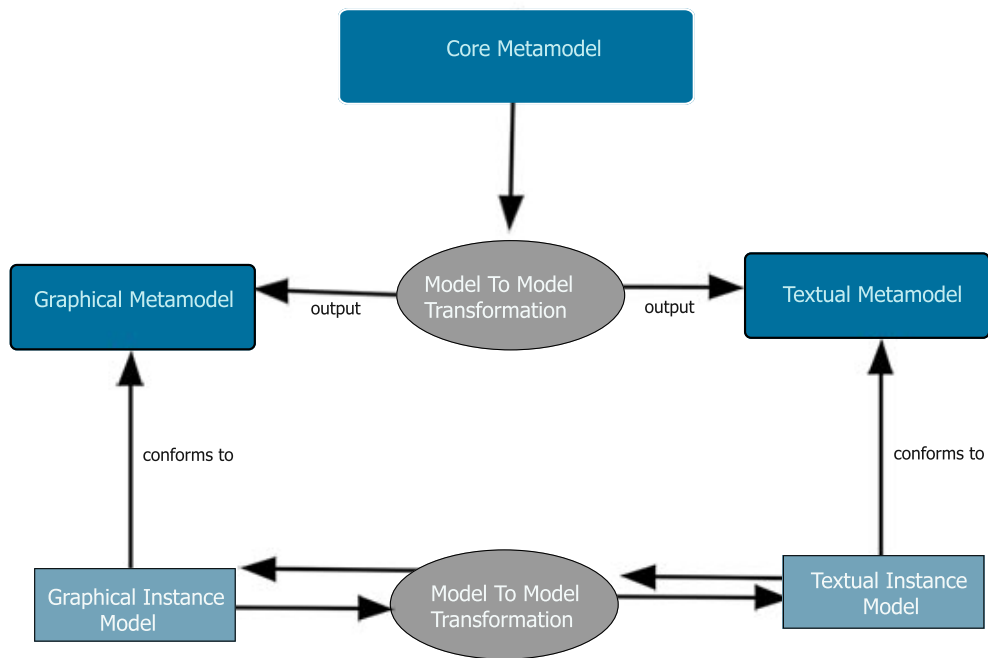 Core Metamodel
Graphical Metamodel
Model To Model
Transformation
Textual Metamodel
output
output
conforms to
conforms to
Graphical Instance
Model
Model To Model
Transformation
Textual Instance
Model